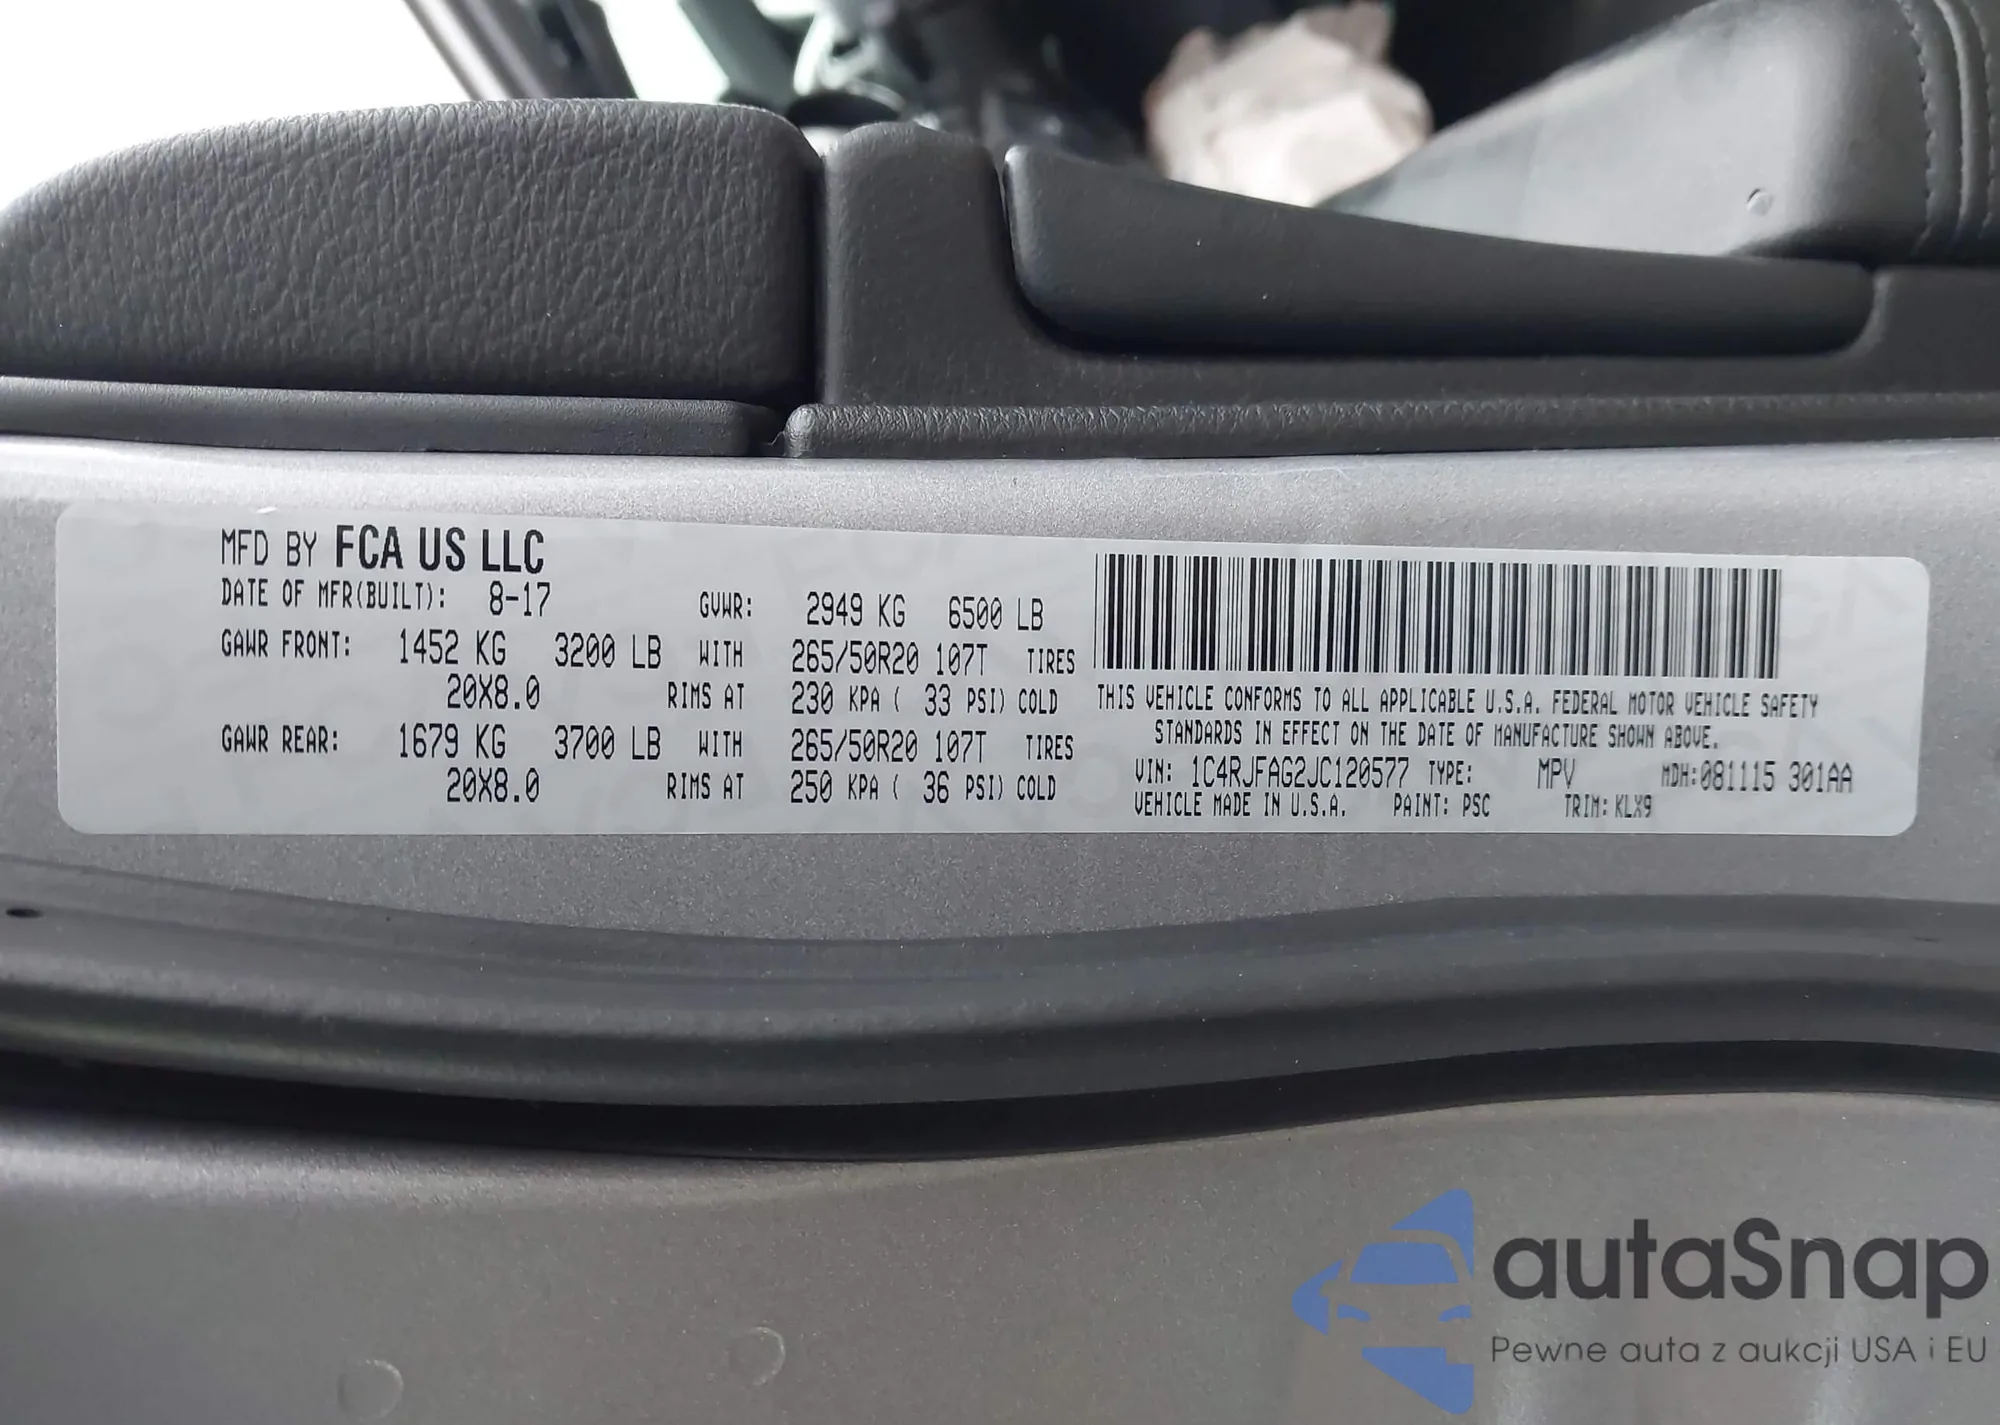 MFD BY FCA US LLC
DATE OF MFR(BUILT): 8-17 GVWR: 2949 KG 6500 LB
GAWR FRONT: 1452 KG 3200 LB WITH 265/50R20 107T TIRES
20X8.0 RIMS AT 230 KPA ( 33 PSI) COLD
GAWR REAR: 1679 KG 3700 LB WITH 265/50R20 107T TIRES
20X8.0 RIMS AT 250 KPA ( 36 PSI) COLD
THIS VEHICLE CONFORMS TO ALL APPLICABLE U.S.A. FEDERAL MOTOR VEHICLE SAFETY
STANDARDS IN EFFECT ON THE DATE OF MANUFACTURE SHOWN ABOVE.
VIN: 1C4RJFAG2JC120577 TYPE: MPV MDH:081115 301AA
VEHICLE MADE IN U.S.A. PAINT: PSC TRIM: KLX9
autaSnap
Pewne auta z aukcji USA i EU